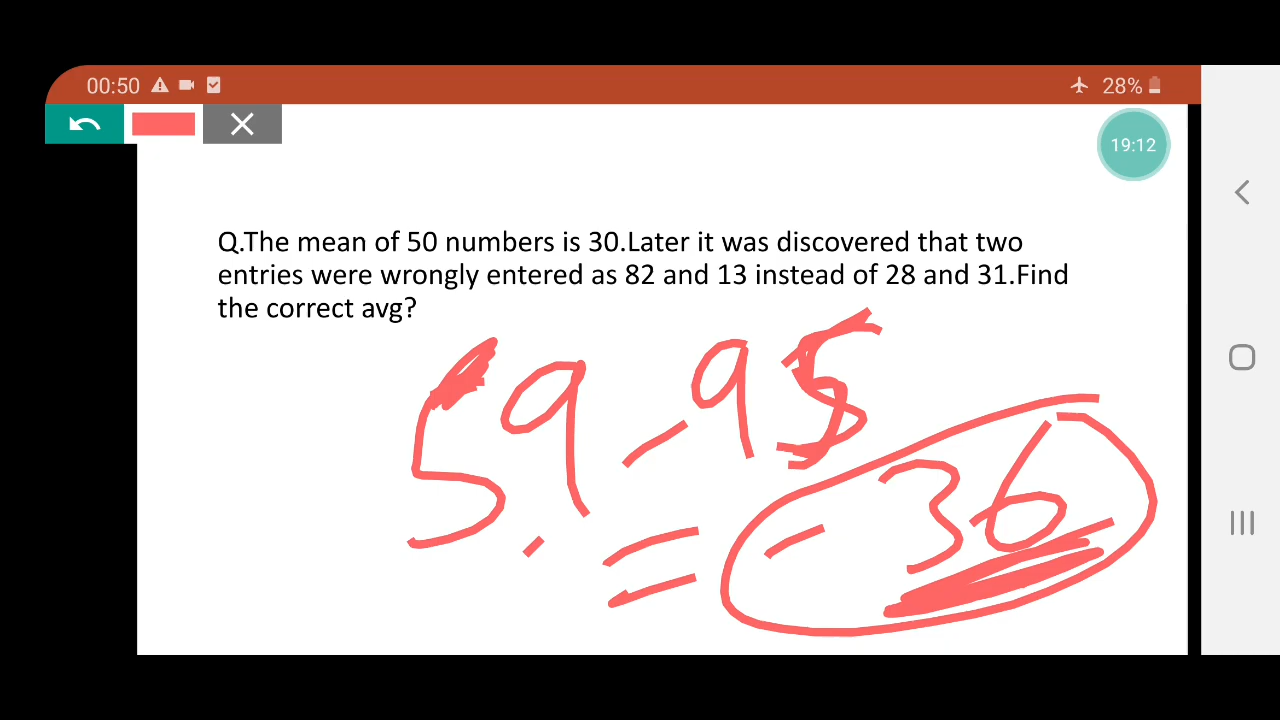 00:50
28%
19:12
Q.The mean of 50 numbers is 30.Later it was discovered that two
entries were wrongly entered as 82 and 13 instead of 28 and 31.Find
the correct avg?
59 - 95
= - 36